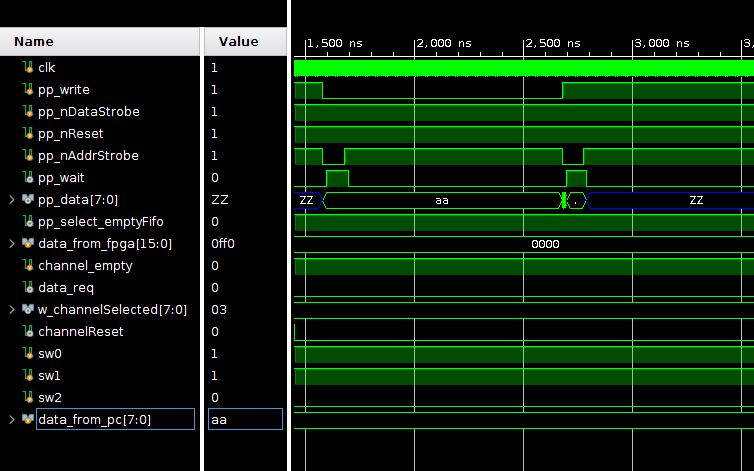 Name Value 1,500 ns 2,000 ns 2,500 ns 3,000 ns
clk 1
pp_write 1
pp_nDataStrobe 1
pp_nReset 1
pp_nAddrStrobe 1
pp_wait 0
pp_data[7:0] ZZ ZZ aa . ZZ
pp_select_emptyFifo 0
data_from_fpga[15:0] 0ff0 0000
channel_empty 0
data_req 0
w_channelSelected[7:0] 03
channelReset 0
sw0 1
sw1 1
sw2 0
data_from_pc[7:0] aa